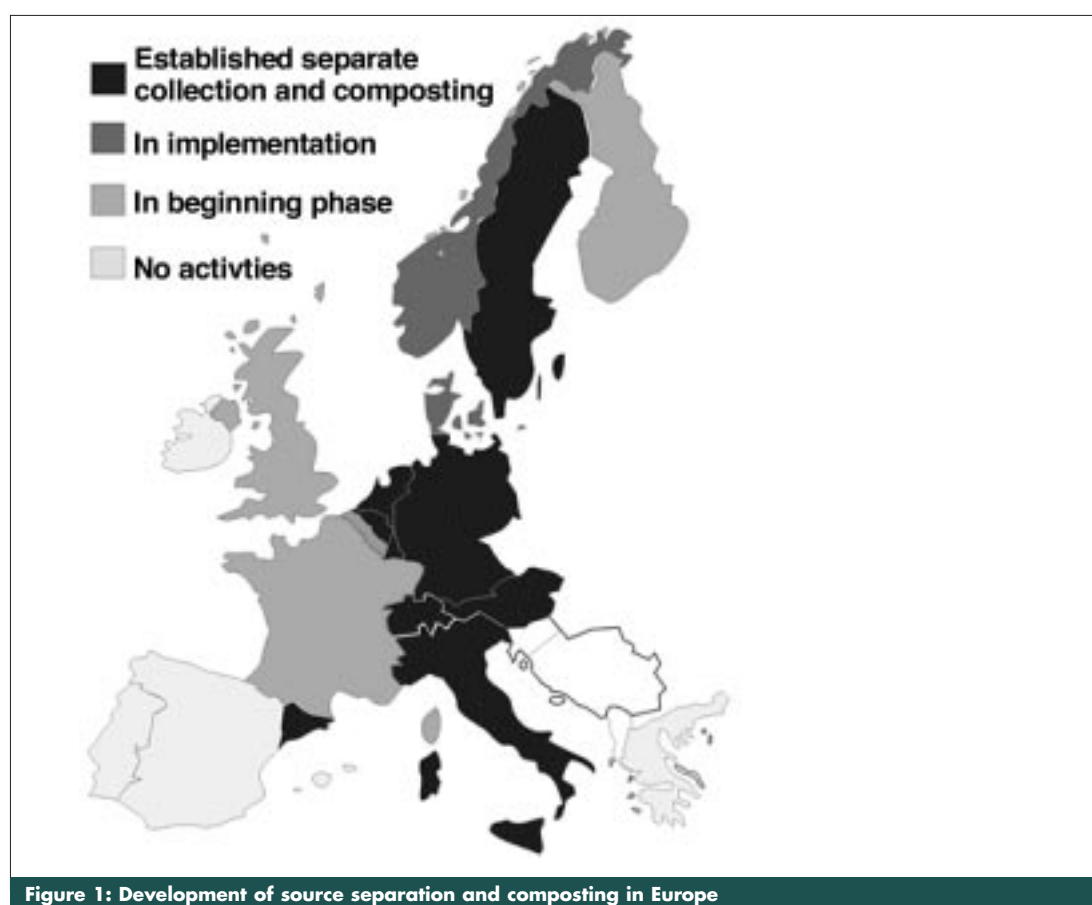 Established separate
collection and composting
In implementation
In beginning phase
No activties
Figure 1: Development of source separation and composting in Europe